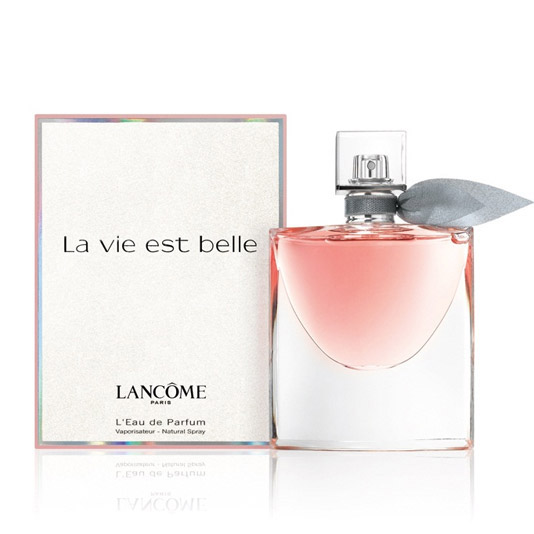 La vie est belle
LANCÔME
PARIS
L'Eau de Parfum
Vaporisateur - Natural Spray